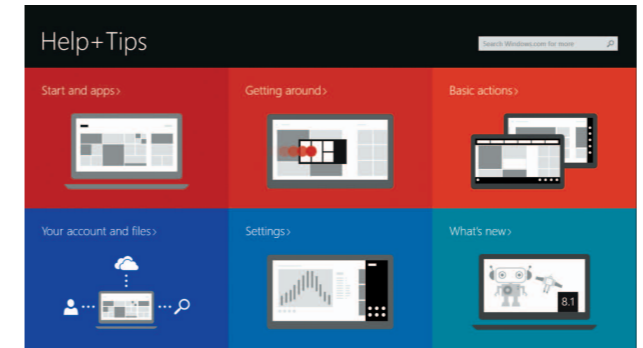 Help+Tips
Search Windows.com for more
Start and apps>
Getting around>
Basic actions>
Your account and files>
Settings>
What's new>
8.1